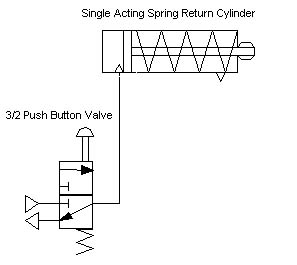 Single Acting Spring Return Cylinder
3/2 Push Button Valve